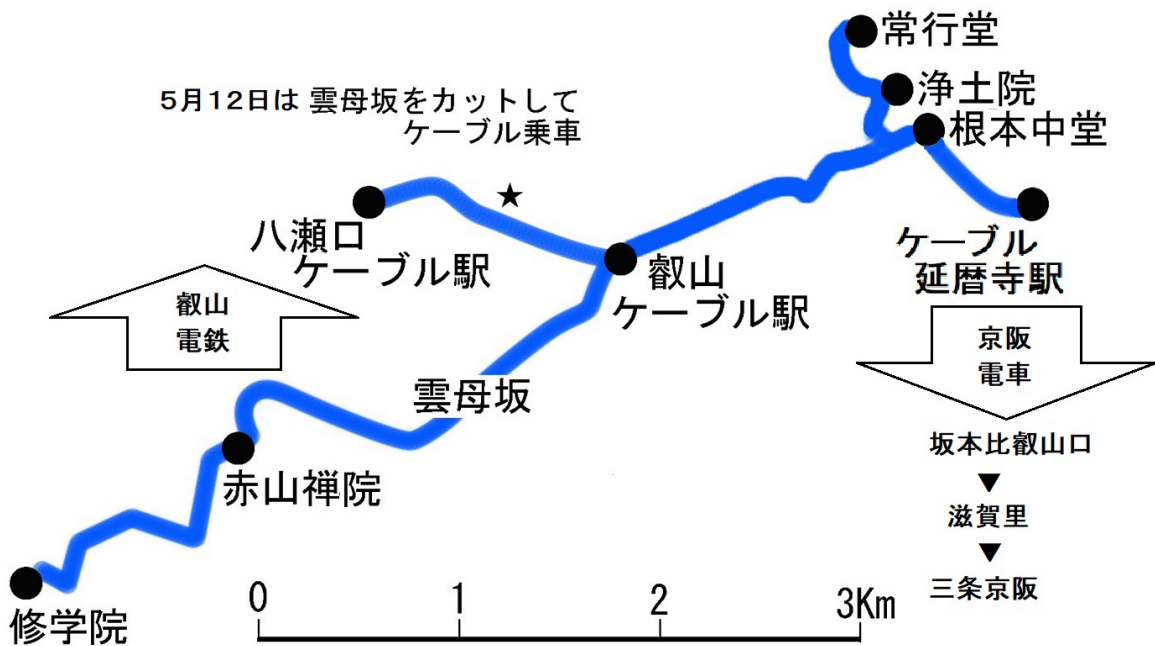 常行堂
浄土院
5月12日は 雲母坂をカットして
ケーブル乗車
根本中堂
★
八瀬口
ケーブル駅
叡山
ケーブル駅
ケーブル
延暦寺駅
叡山
電鉄
京阪
電車
雲母坂
坂本比叡山口
▼
滋賀里
▼
三条京阪
赤山禅院
修学院
0 1 2 3Km